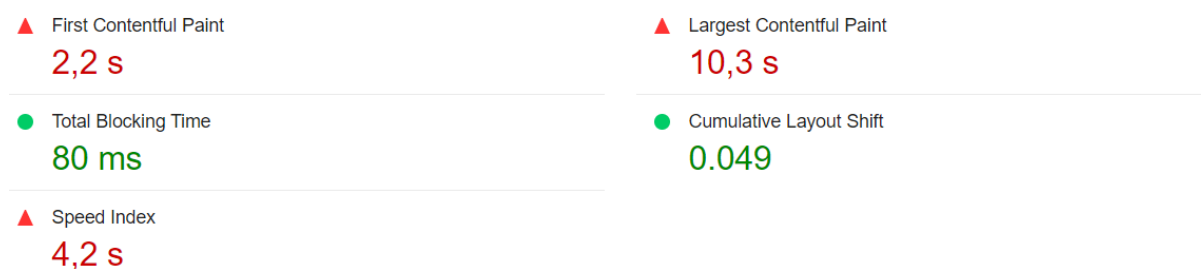 First Contentful Paint
2,2 s
Largest Contentful Paint
10,3 s
Total Blocking Time
80 ms
Cumulative Layout Shift
0.049
Speed Index
4,2 s